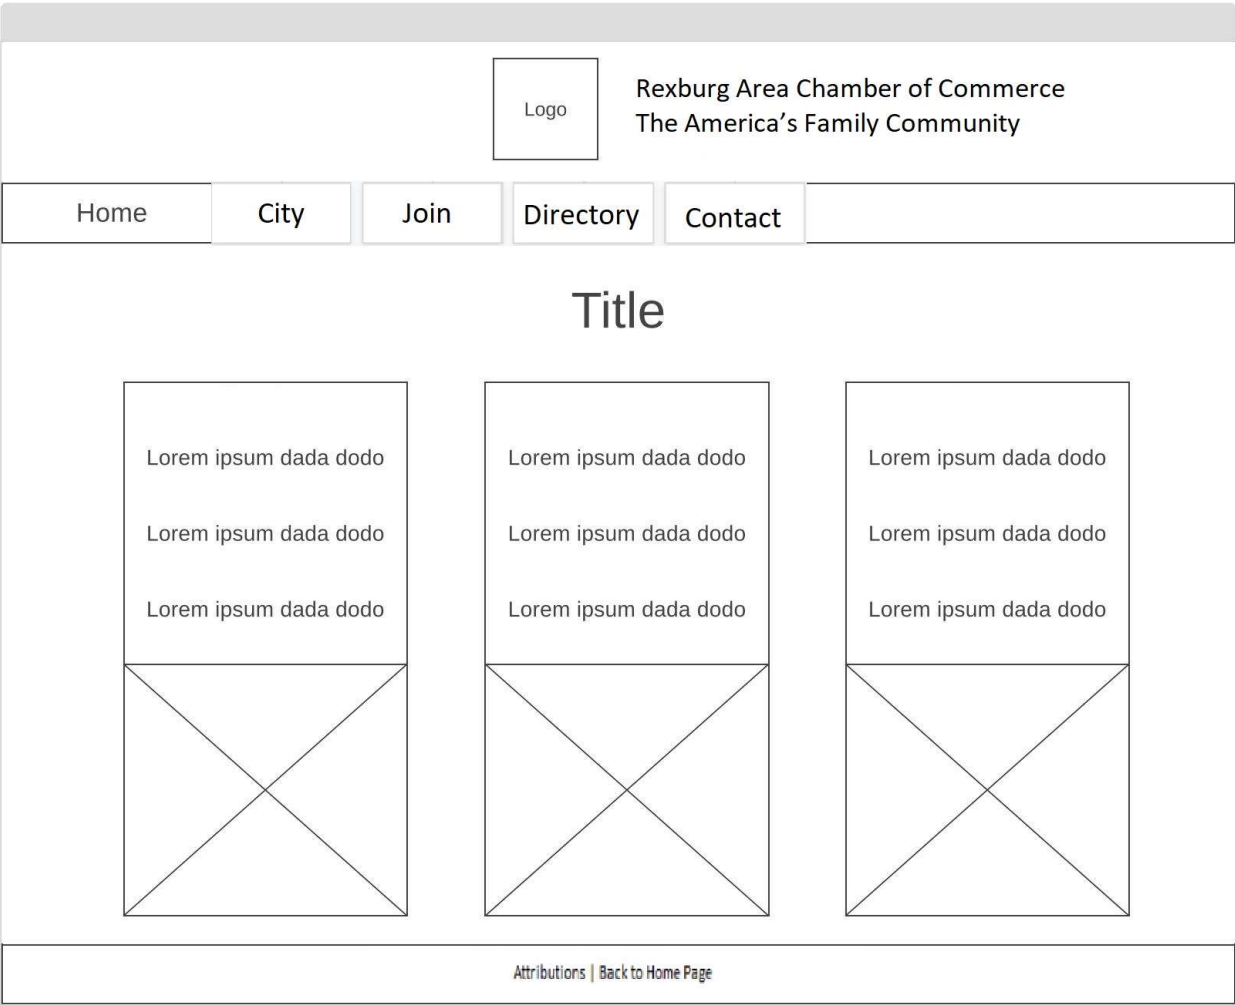 Logo
Rexburg Area Chamber of Commerce
The America's Family Community
Home City Join Directory Contact
Title
Lorem ipsum dada dodo
Lorem ipsum dada dodo
Lorem ipsum dada dodo
Lorem ipsum dada dodo
Lorem ipsum dada dodo
Lorem ipsum dada dodo
Lorem ipsum dada dodo
Lorem ipsum dada dodo
Lorem ipsum dada dodo
Attributions | Back to Home Page